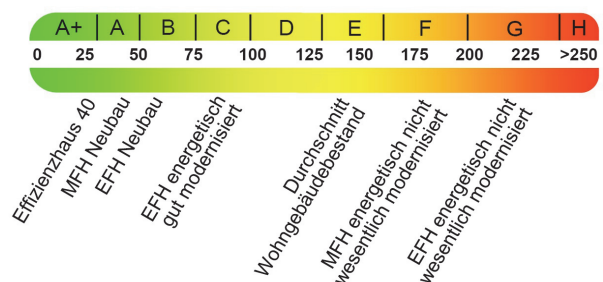 A+ A B C D E F G H
0 25 50 75 100 125 150 175 200 225 >250
Effizienzhaus 40
MFH Neubau
EFH Neubau
EFH energetisch
gut modernisiert
Durchschnitt
Wohngebäudebestand
MFH energetisch nicht
wesentlich modernisiert
EFH energetisch nicht
wesentlich modernisiert